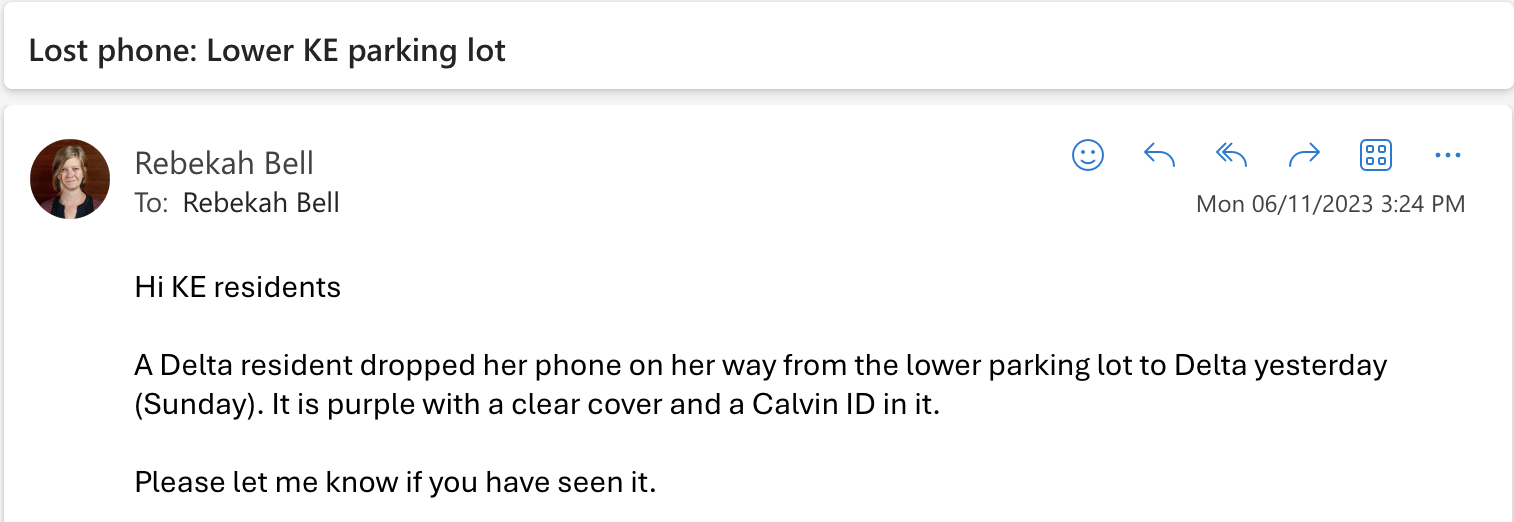 Lost phone: Lower KE parking lot
Rebekah Bell
To: Rebekah Bell
Mon 06/11/2023 3:24 PM
Hi KE residents
A Delta resident dropped her phone on her way from the lower parking lot to Delta yesterday
(Sunday). It is purple with a clear cover and a Calvin ID in it.
Please let me know if you have seen it.